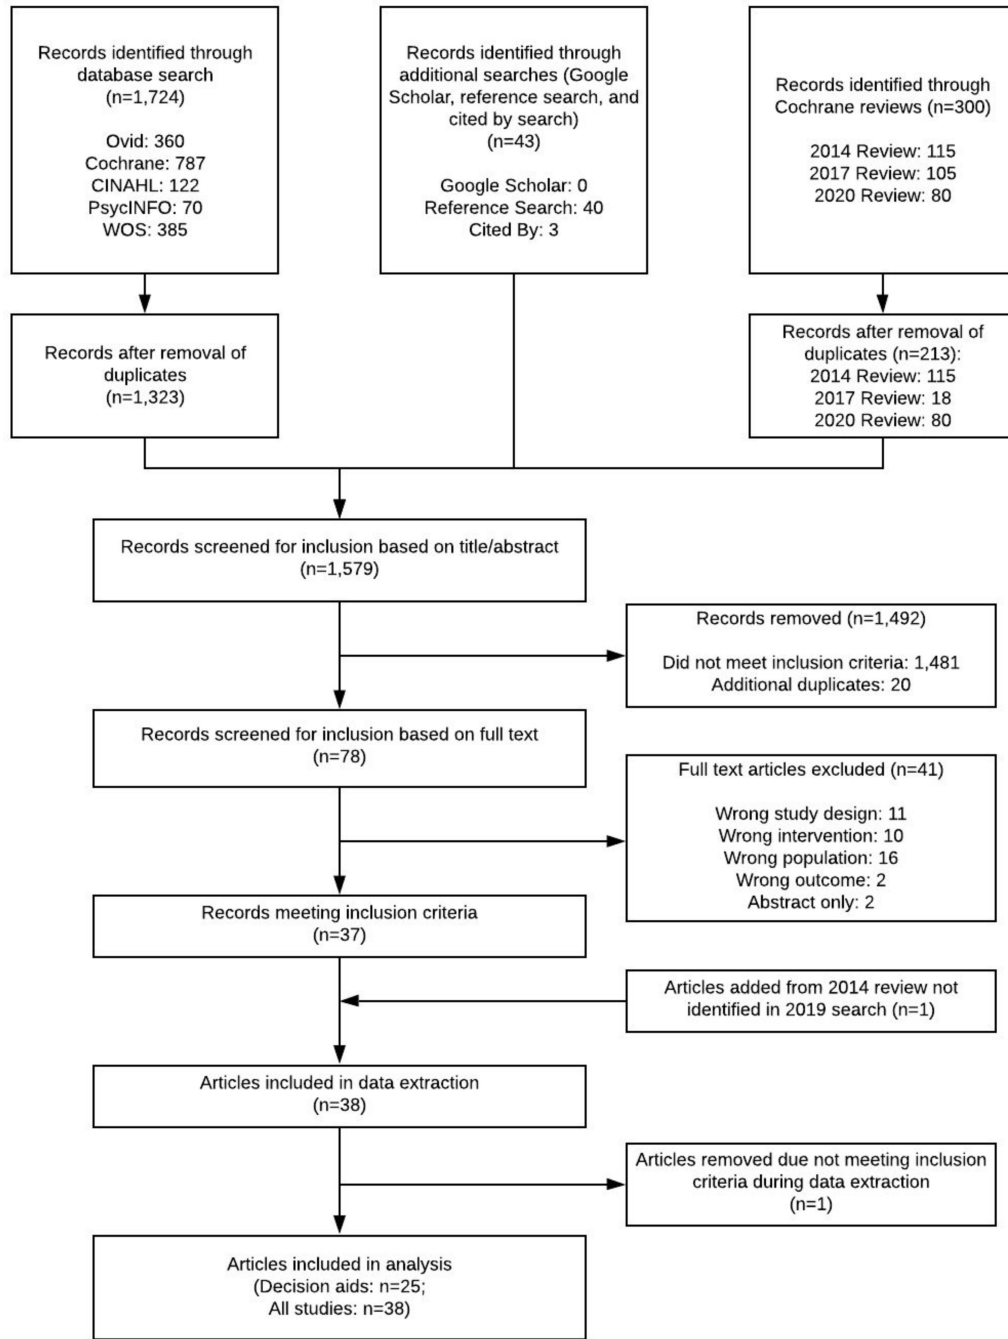 Records identified through
database search
(n=1,724)
Ovid: 360
Cochrane: 787
CINAHL: 122
PsycINFO: 70
WOS: 385
Records identified through
additional searches (Google
Scholar, reference search, and
cited by search)
(n=43)
Google Scholar: 0
Reference Search: 40
Cited By: 3
Records identified through
Cochrane reviews (n=300)
2014 Review: 115
2017 Review: 105
2020 Review: 80
Records after removal of
duplicates
(n=1,323)
Records after removal of
duplicates (n=213):
2014 Review: 115
2017 Review: 18
2020 Review: 80
Records screened for inclusion based on title/abstract
(n=1,579)
Records removed (n=1,492)
Did not meet inclusion criteria: 1,481
Additional duplicates: 20
Records screened for inclusion based on full text
(n=78)
Full text articles excluded (n=41)
Wrong study design: 11
Wrong intervention: 10
Wrong population: 16
Wrong outcome: 2
Abstract only: 2
Records meeting inclusion criteria
(n=37)
Articles added from 2014 review not
identified in 2019 search (n=1)
Articles included in data extraction
(n=38)
Articles removed due not meeting inclusion
criteria during data extraction
(n=1)
Articles included in analysis
(Decision aids: n=25;
All studies: n=38)